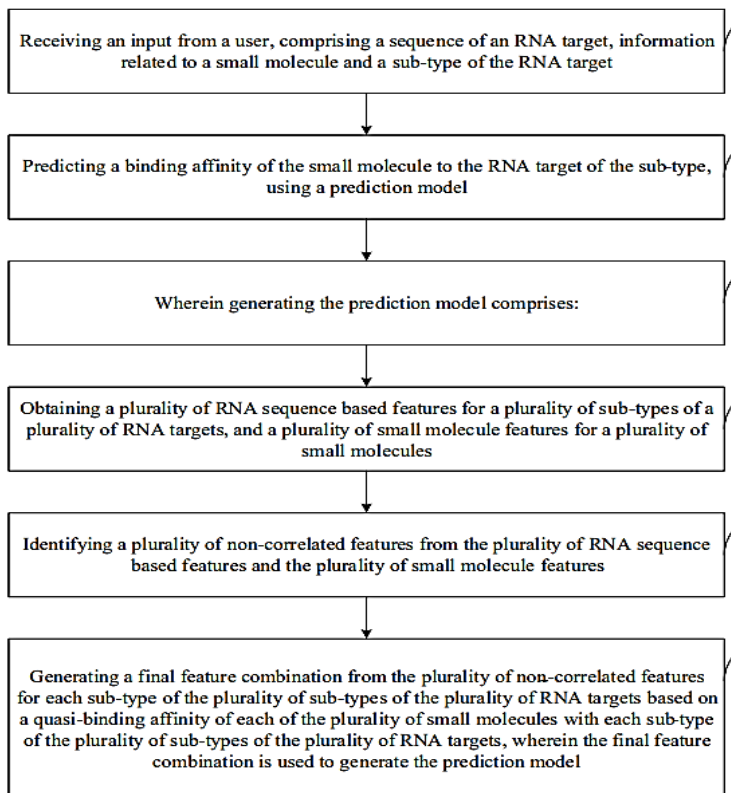 Receiving an input from a user, comprising a sequence of an RNA target, information
related to a small molecule and a sub-type of the RNA target
Predicting a binding affinity of the small molecule to the RNA target of the sub-type,
using a prediction model
Wherein generating the prediction model comprises:
Obtaining a plurality of RNA sequence based features for a plurality of sub-types of a
plurality of RNA targets, and a plurality of small molecule features for a plurality of
small molecules
Identifying a plurality of non-correlated features from the plurality of RNA sequence
based features and the plurality of small molecule features
Generating a final feature combination from the plurality of non-correlated features
for each sub-type of the plurality of sub-types of the plurality of RNA targets based on
a quasi-binding affinity of each of the plurality of small molecules with each sub-type
of the plurality of sub-types of the plurality of RNA targets, wherein the final feature
combination is used to generate the prediction model